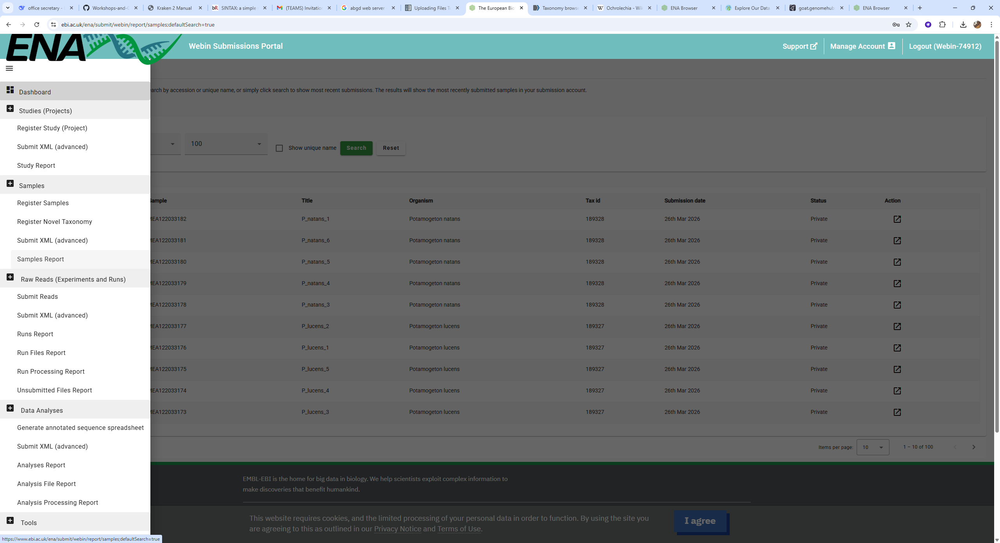 office secretary -
Workshops-and-C
Kraken 2 Manual
SINTAX: a simple
(TEAMS) Invitation
abgd web server
Uploading Files T
The European Bio
Taxonomy browse
Ochrolechia - Wik
ENA Browser
Explore Our Data
goat.genomehub
ENA Browser
ebi.ac.uk/ena/submit/webin/report/samples;defaultSearch=true
ENA
Webin Submissions Portal
Support
Manage Account
Logout (Webin-74912)
Dashboard
Studies (Projects)
Register Study (Project)
Submit XML (advanced)
Study Report
Samples
Register Samples
Register Novel Taxonomy
Submit XML (advanced)
Samples Report
Raw Reads (Experiments and Runs)
Submit Reads
Submit XML (advanced)
Runs Report
Run Files Report
Run Processing Report
Unsubmitted Files Report
Data Analyses
Generate annotated sequence spreadsheet
Submit XML (advanced)
Analyses Report
Analysis File Report
Analysis Processing Report
Tools
https://www.ebi.ac.uk/ena/submit/webin/report/samples;defaultSearch=true
earch by accession or unique name, or simply click search to show most recent submissions. The results will show the most recently submitted samples in your submission account.
100
Show unique name
Search
Reset
Sample Title Organism Tax id Submission date Status Action
MEA122033182 P_natans_1 Potamogeton natans 189328 26th Mar 2026 Private
MEA122033181 P_natans_6 Potamogeton natans 189328 26th Mar 2026 Private
MEA122033180 P_natans_5 Potamogeton natans 189328 26th Mar 2026 Private
MEA122033179 P_natans_4 Potamogeton natans 189328 26th Mar 2026 Private
MEA122033178 P_natans_3 Potamogeton natans 189328 26th Mar 2026 Private
MEA122033177 P_lucens_2 Potamogeton lucens 189327 26th Mar 2026 Private
MEA122033176 P_lucens_1 Potamogeton lucens 189327 26th Mar 2026 Private
MEA122033175 P_lucens_5 Potamogeton lucens 189327 26th Mar 2026 Private
MEA122033174 P_lucens_4 Potamogeton lucens 189327 26th Mar 2026 Private
MEA122033173 P_lucens_3 Potamogeton lucens 189327 26th Mar 2026 Private
Items per page: 10 1 – 10 of 100
EMBL-EBI is the home for big data in biology. We help scientists exploit complex information to
make discoveries that benefit humankind.
This website requires cookies, and the limited processing of your personal data in order to function. By using the site you
are agreeing to this as outlined in our Privacy Notice and Terms of Use.
I agree